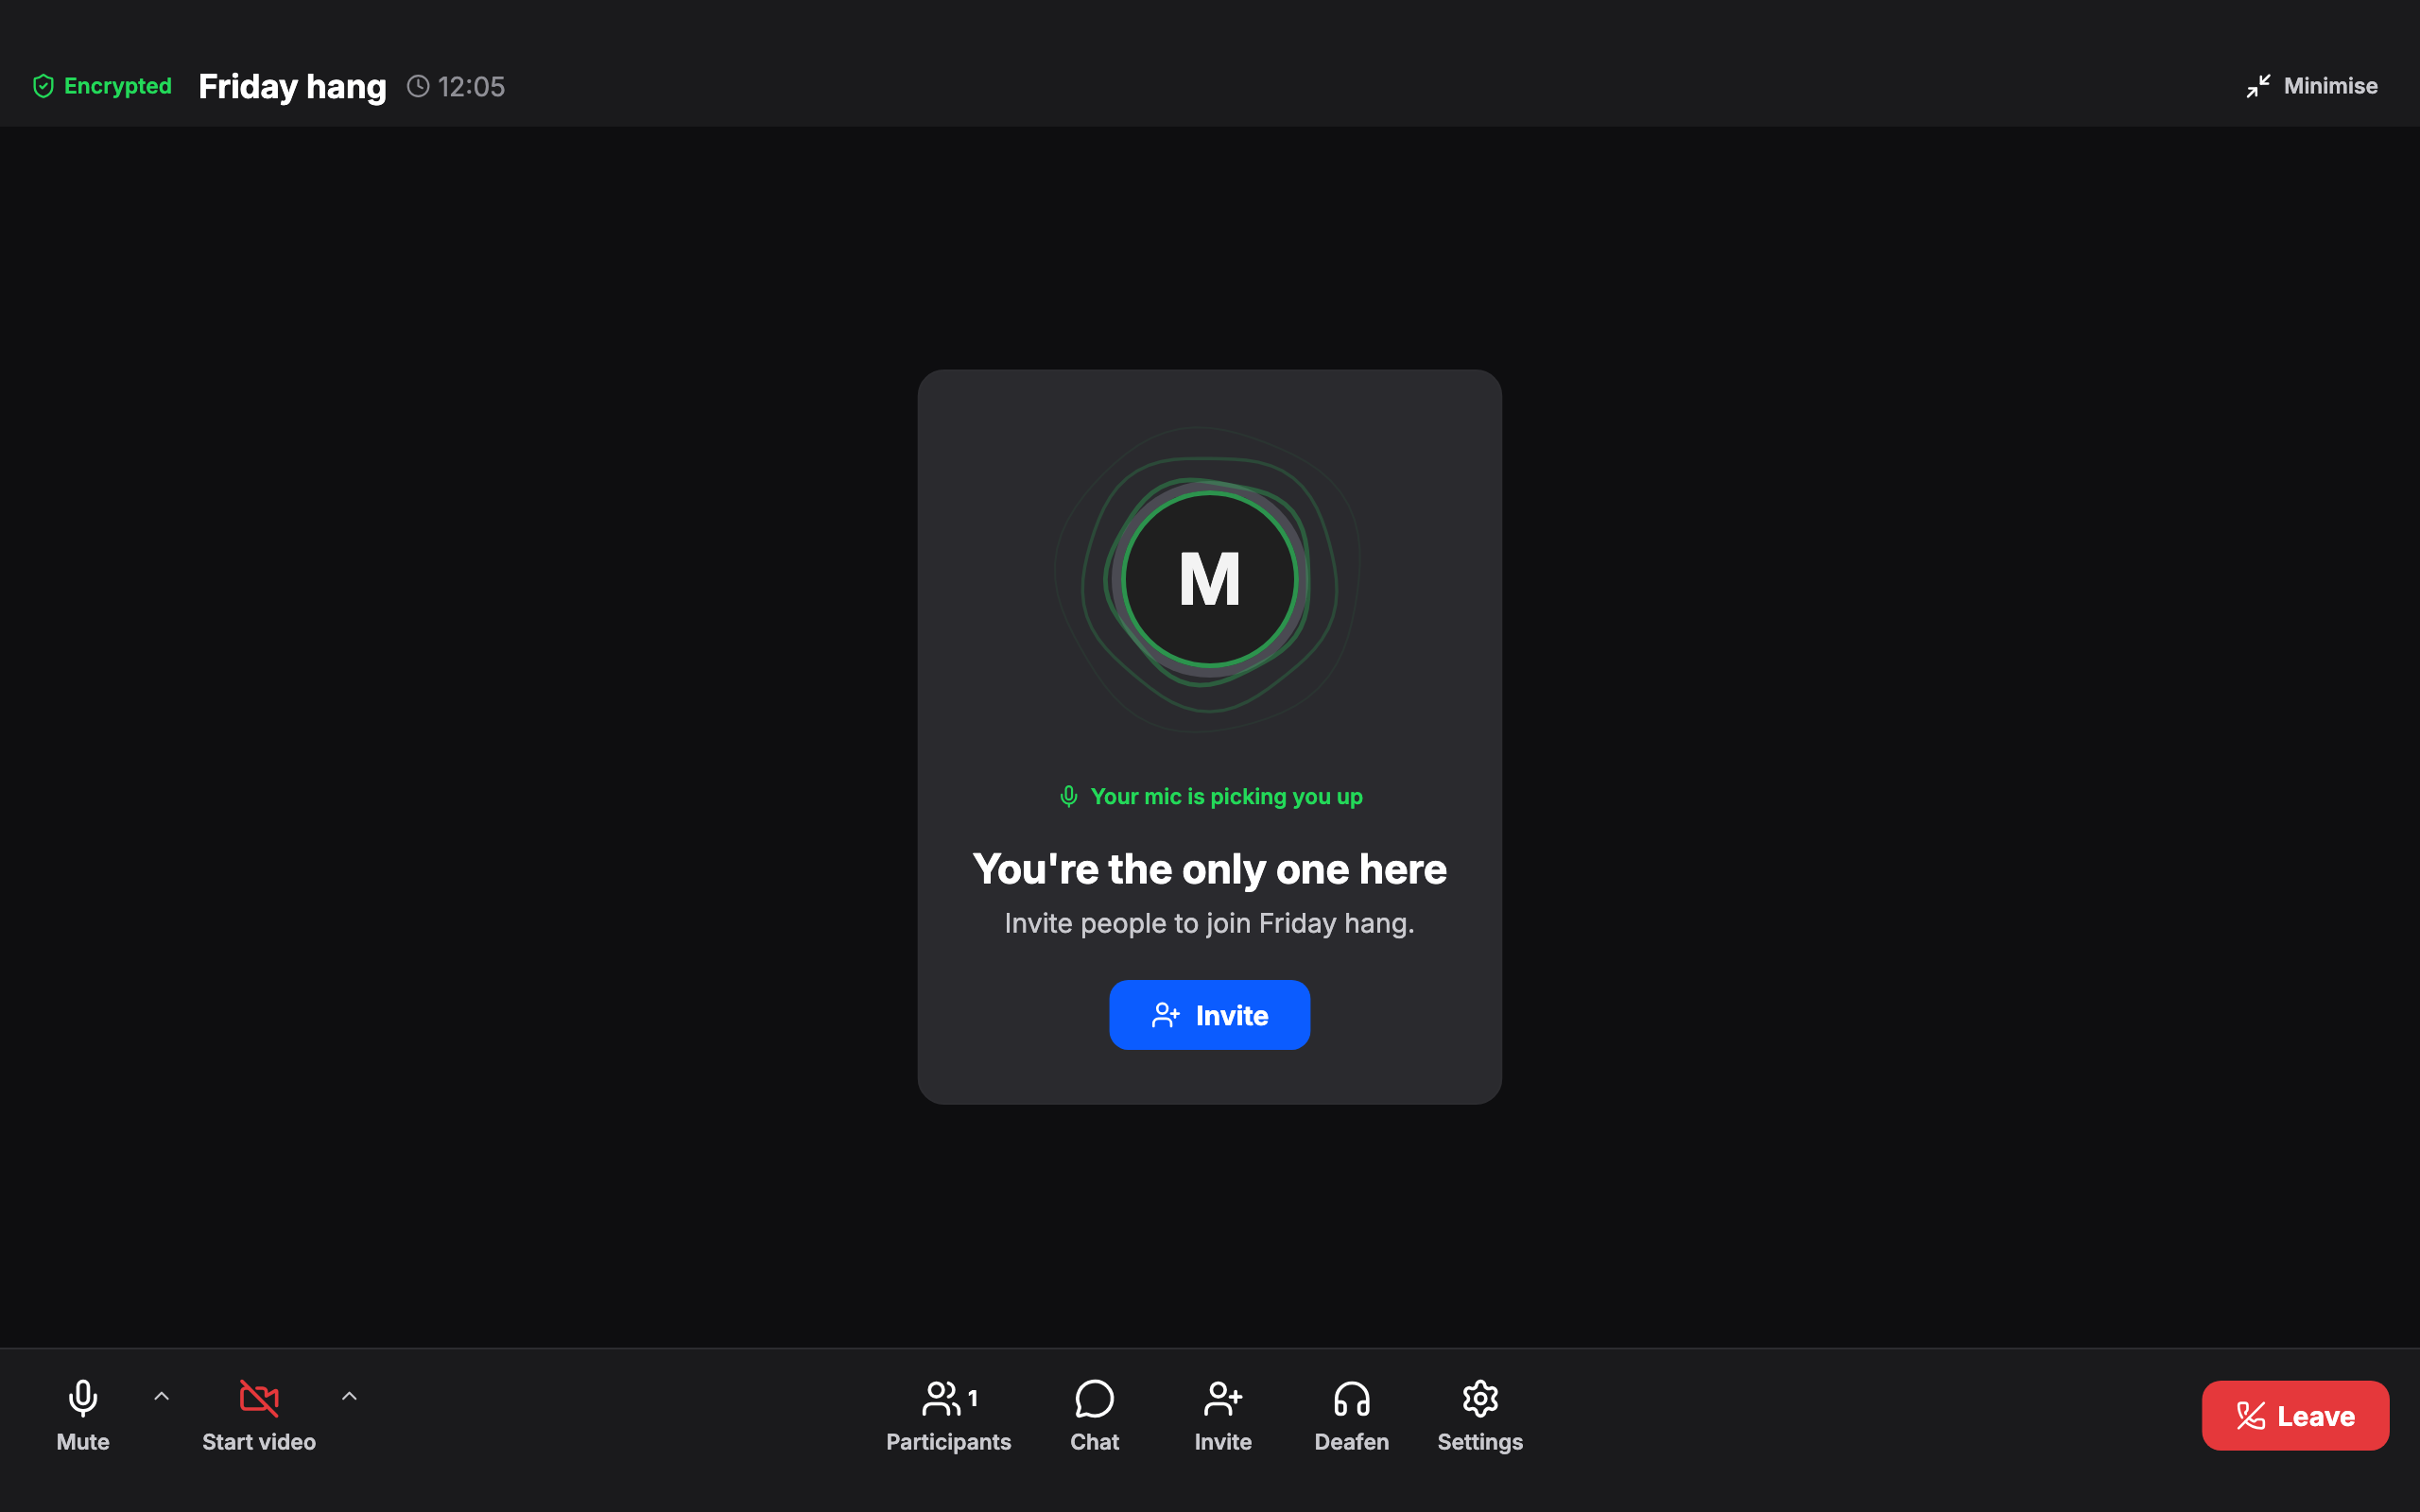 Encrypted Friday hang 12:05 Minimise
M
Your mic is picking you up
You're the only one here
Invite people to join Friday hang.
Invite
1
Mute Start video Participants Chat Invite Deafen Settings Leave